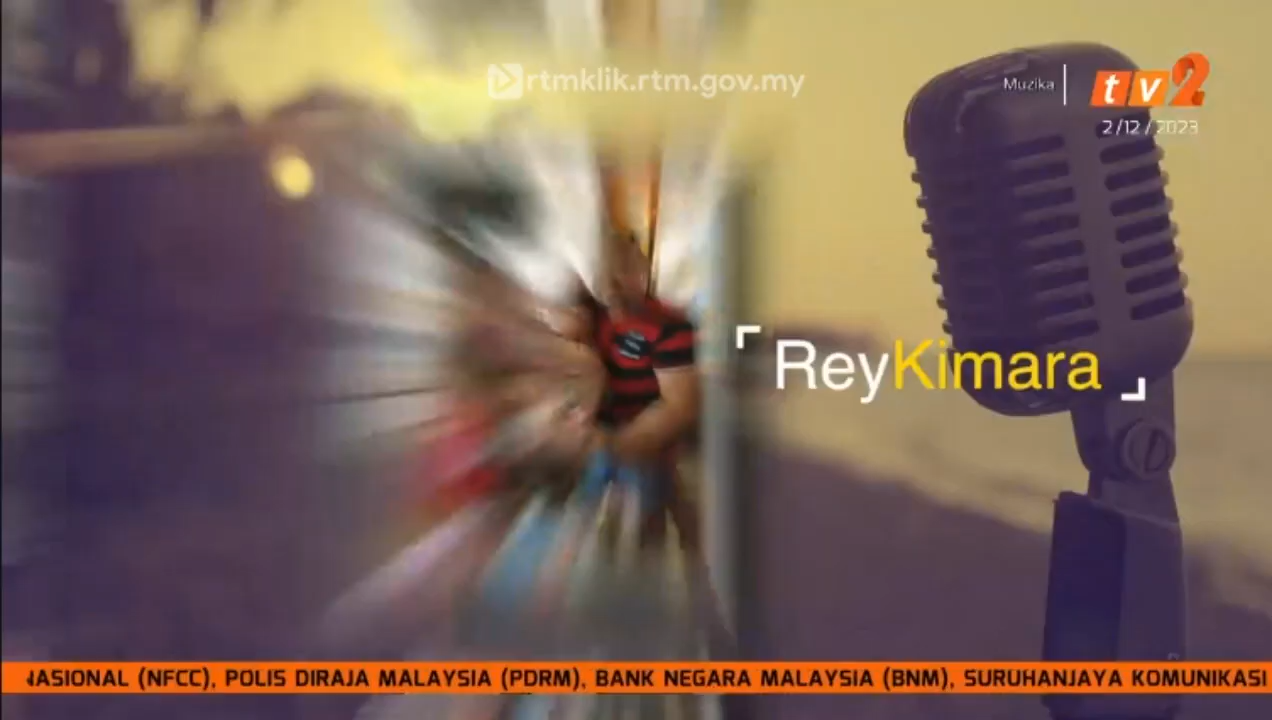 rtmklik.rtm.gov.my
Muzika
tv2
2/12/2023
ReyKimara
NASIONAL (NFCC), POLIS DIRAJA MALAYSIA (PDRM), BANK NEGARA MALAYSIA (BNM), SURUHANJAYA KOMUNIKASI